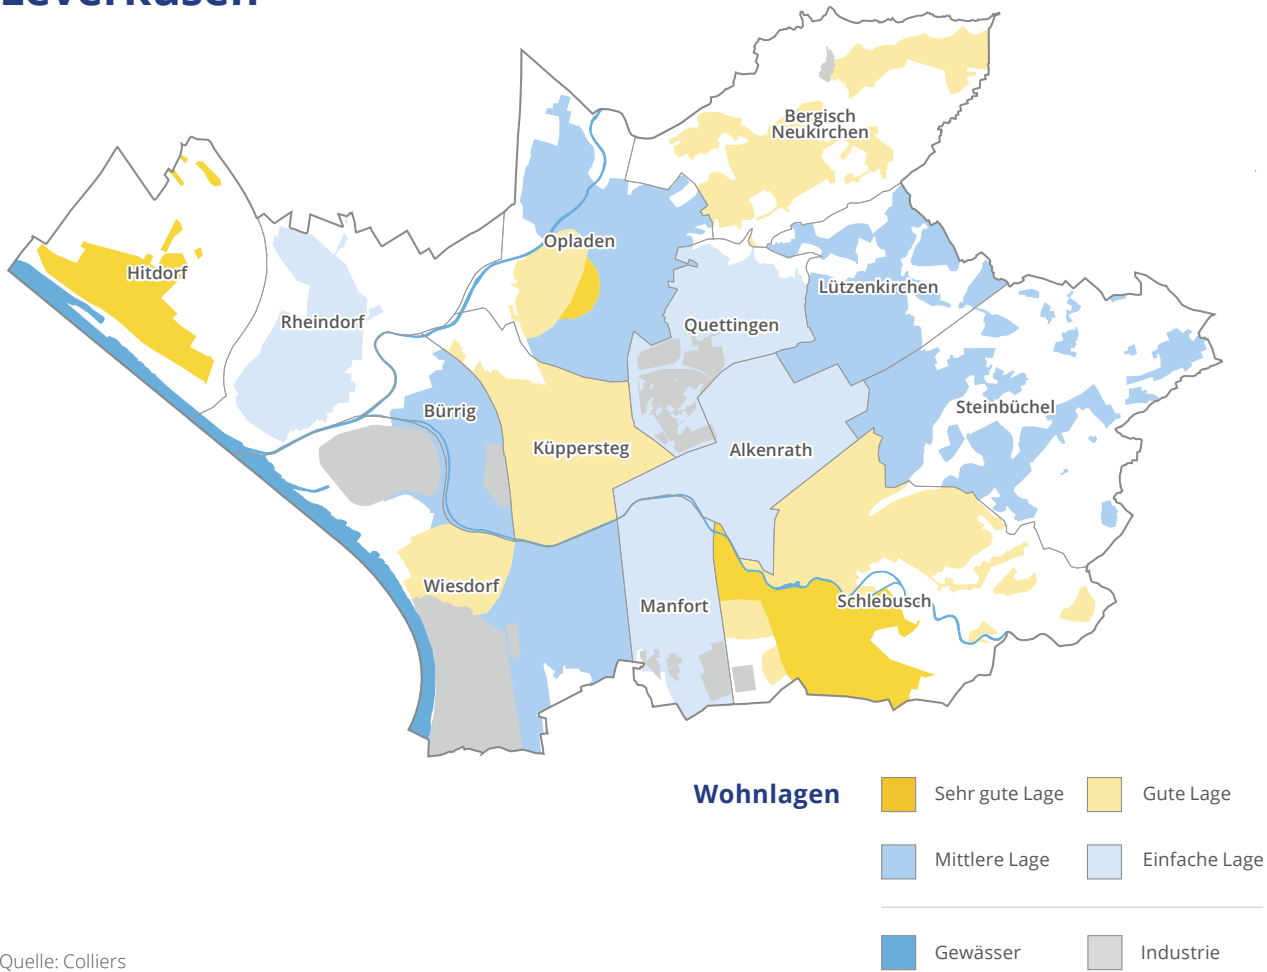 Leverkusen
Bergisch
Neukirchen
Opladen
Hitdorf
Lützenkirchen
Rheindorf
Quettingen
Bürrig
Steinbüchel
Küppersteg
Alkenrath
Wiesdorf
Manfort
Schlebusch
Wohnlagen
Sehr gute Lage
Gute Lage
Mittlere Lage
Einfache Lage
Gewässer
Industrie
Quelle: Colliers